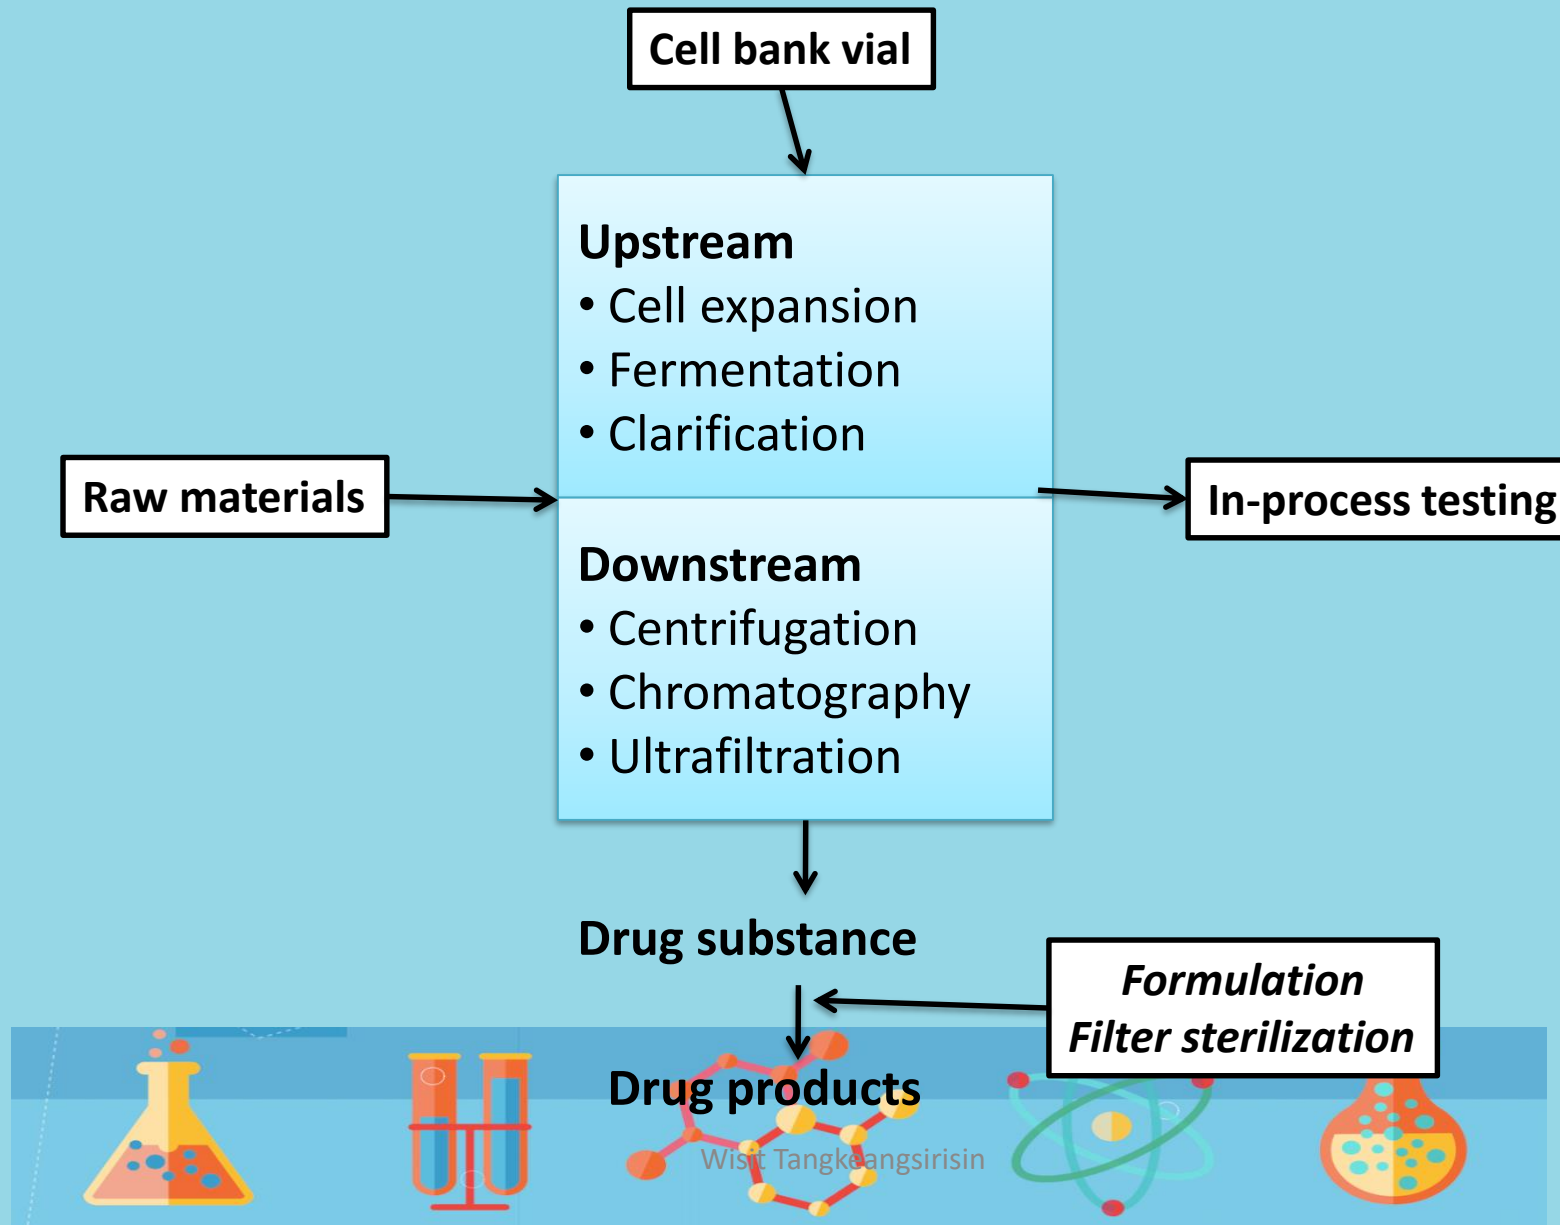 Cell bank vial
Upstream
• Cell expansion
• Fermentation
• Clarification
Raw materials
In-process testing
Downstream
• Centrifugation
• Chromatography
• Ultrafiltration
Drug substance
Formulation
Filter sterilization
Drug products
Wisit Tangkeangsirisin